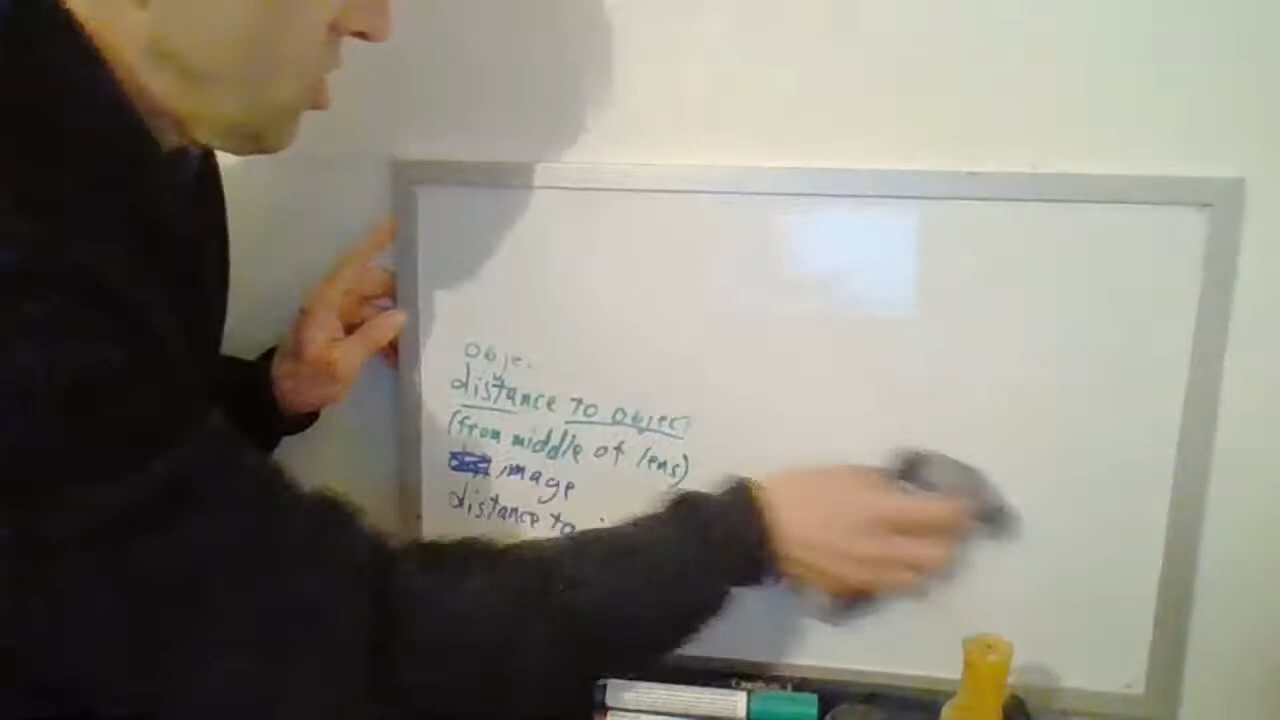 obje
distance to object
(from middle of lens)
image
distance to